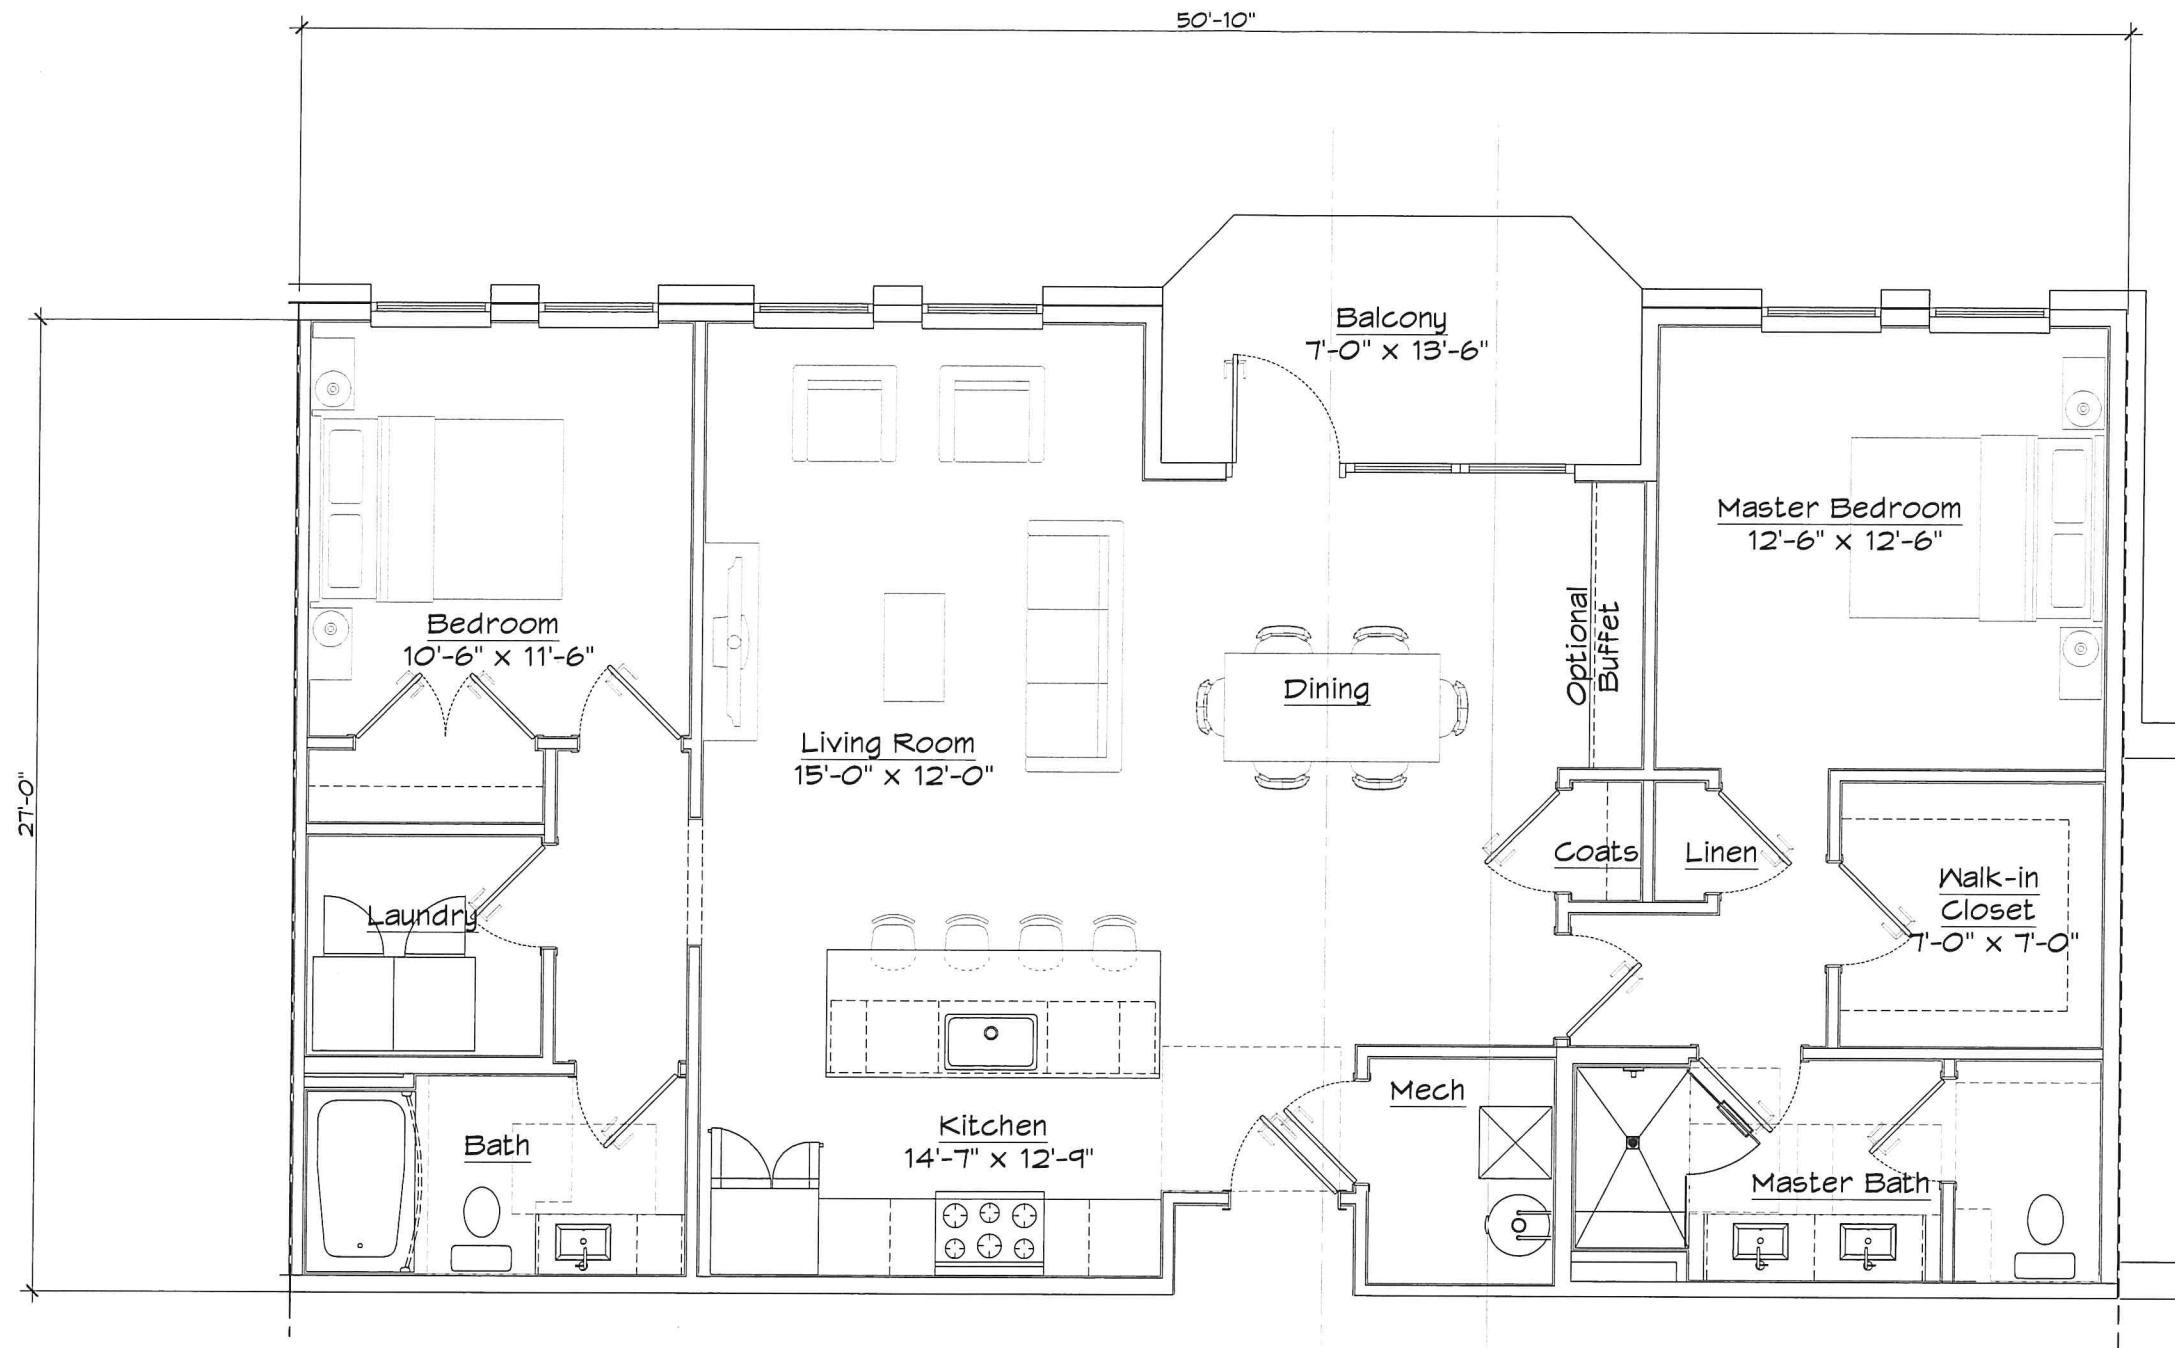 50'-10"
Balcony
7'-0" x 13'-6"
Master Bedroom
12'-6" x 12'-6"
Bedroom
10'-6" x 11'-6"
Optional
Buffet
Dining
Living Room
15'-0" x 12'-0"
27'-0"
Coats
Linen
Walk-in
Closet
7'-0" x 7'-0"
Laundry
Mech
Kitchen
14'-7" x 12'-9"
Bath
Master Bath